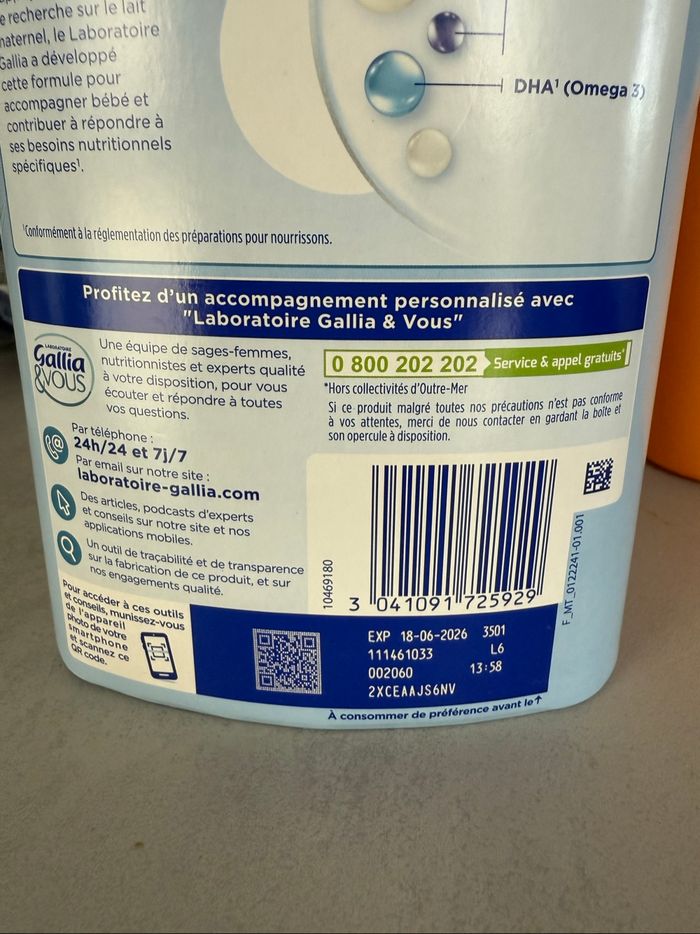 e recherche sur le lait
maternel, le Laboratoire
Gallia a développé
cette formule pour
accompagner bébé et
contribuer à répondre à
ses besoins nutritionnels
spécifiques¹.
DHA¹ (Omega 3)
¹Conformément à la réglementation des préparations pour nourrissons.
Profitez d'un accompagnement personnalisé avec
"Laboratoire Gallia & Vous"
LABORATOIRE
Gallia
&VOUS
Une équipe de sages-femmes,
nutritionnistes et experts qualité
à votre disposition, pour vous
écouter et répondre à toutes
vos questions.
Par téléphone :
24h/24 et 7j/7
Par email sur notre site :
laboratoire-gallia.com
Des articles, podcasts d'experts
et conseils sur notre site et nos
applications mobiles.
Un outil de traçabilité et de transparence
sur la fabrication de ce produit, et sur
nos engagements qualité.
Pour accéder à ces outils
et conseils, munissez-vous
de l'appareil
photo de votre
smartphone
et scannez ce
QR code.
0 800 202 202 Service & appel gratuits*
*Hors collectivités d'Outre-Mer
Si ce produit malgré toutes nos précautions n'est pas conforme
à vos attentes, merci de nous contacter en gardant la boîte et
son opercule à disposition.
10469180
3 041091 725929
F_MT_0122241-01.001
EXP 18-06-2026 3501
111461033 L6
002060 13:58
2XCEAAJS6NV
À consommer de préférence avant le↑